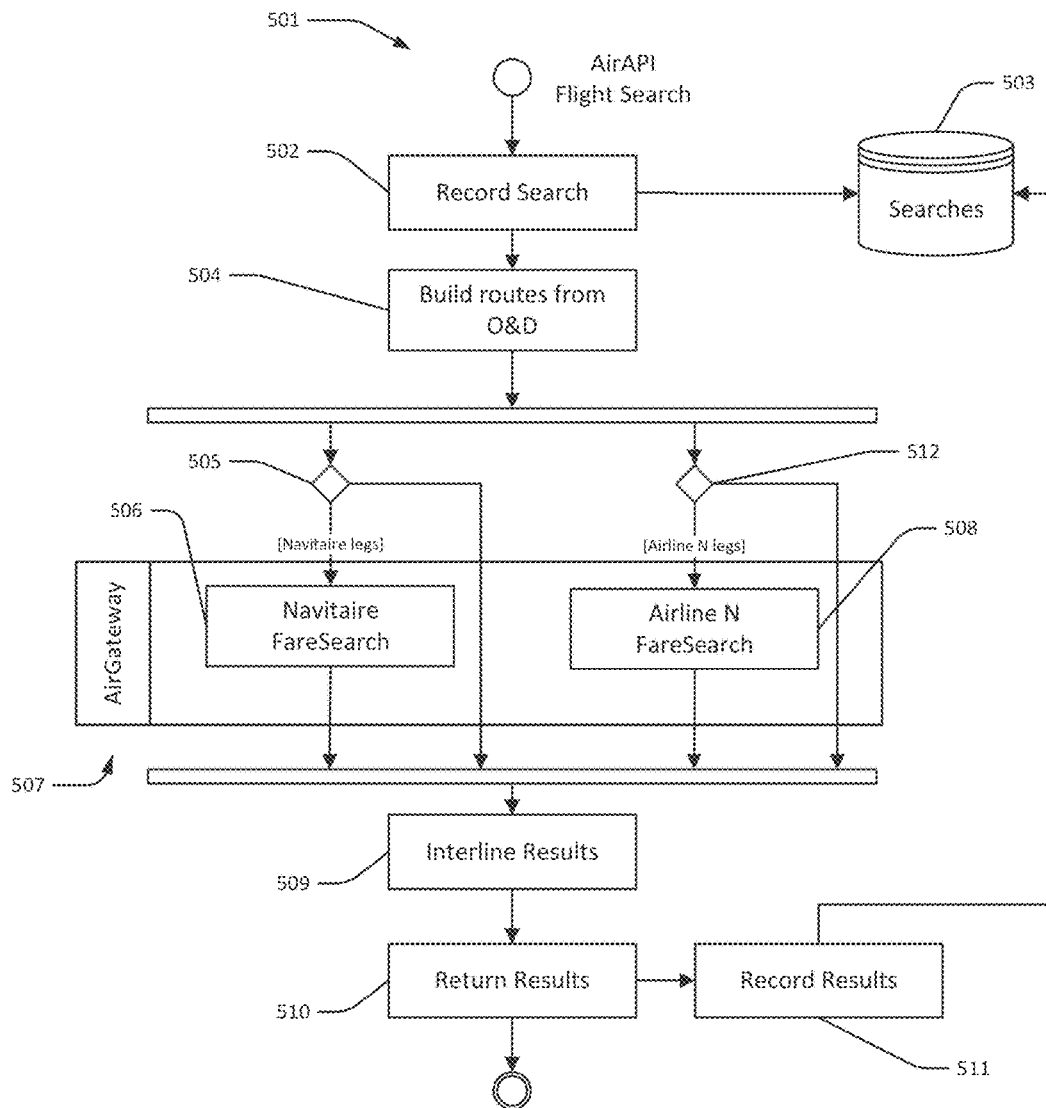 501
AirAPI
Flight Search
503
502
Record Search
Searches
504
Build routes from
O&D
505
512
506
[Navitaire legs]
[Airline N legs]
508
AirGateway
Navitaire
FareSearch
Airline N
FareSearch
507
Interline Results
509
Return Results
Record Results
510
511